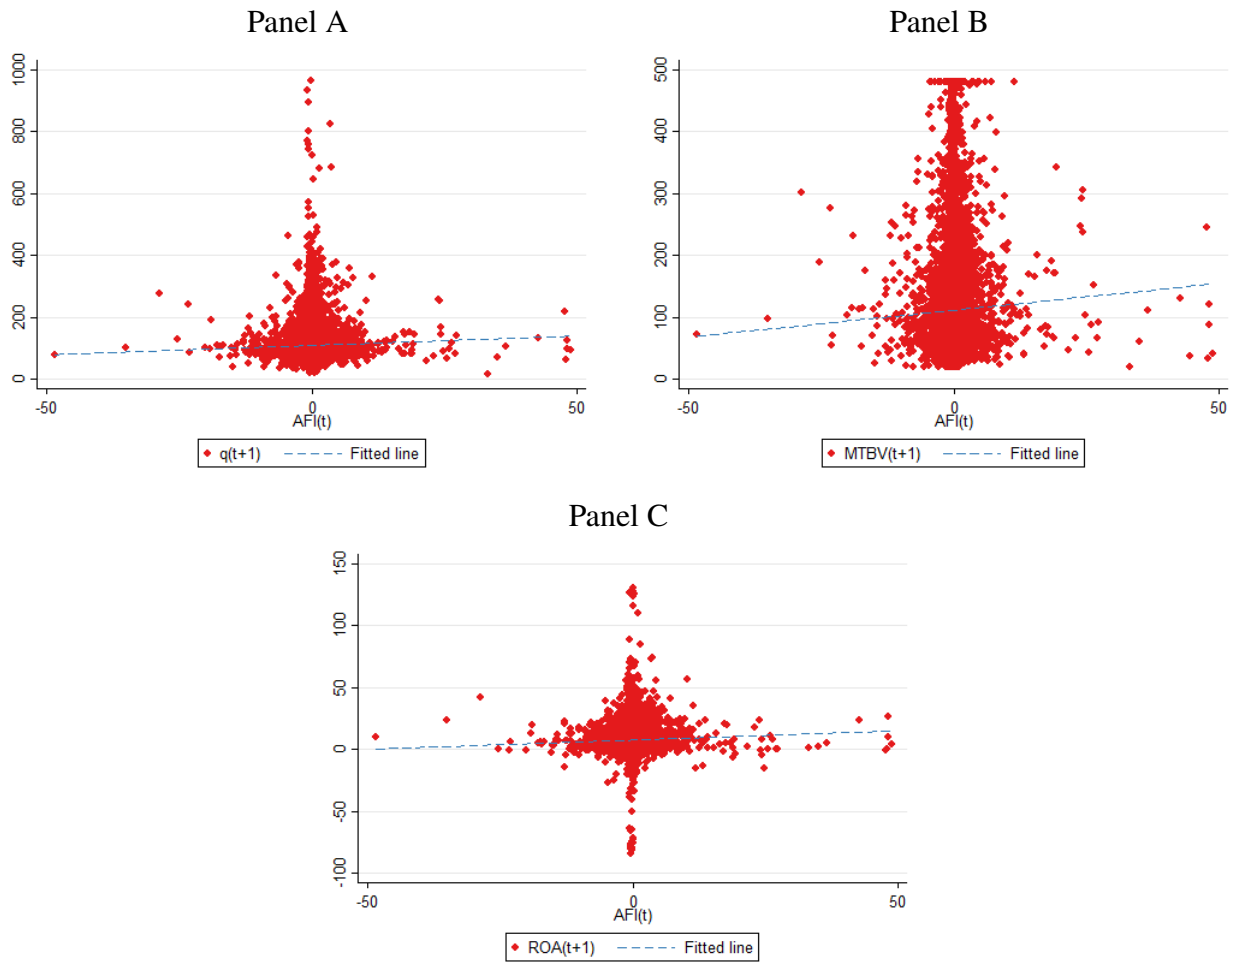 Panel A
1000
800
600
400
200
0
-50
0
50
AFI(t)
q(t+1)
Fitted line
Panel B
500
400
300
200
100
0
-50
0
50
AFI(t)
MTBV(t+1)
Fitted line
Panel C
150
100
50
0
-50
-100
-50
0
50
AFI(t)
ROA(t+1)
Fitted line